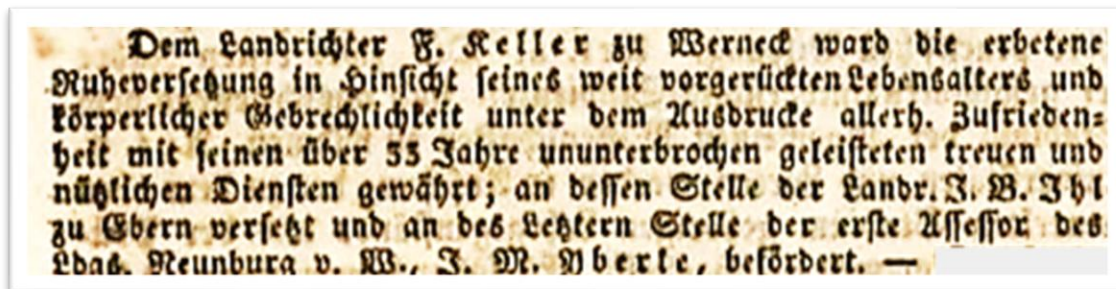 Dem Landrichter F. Keller zu Werneck ward die erbetene
Ruheversetzung in Hinsicht seines weit vorgerückten Lebensalters und
körperlicher Gebrechlichkeit unter dem Ausdrucke allerh. Zufrieden=
heit mit seinen über 53 Jahre ununterbrochen geleisteten treuen und
nützlichen Diensten gewährt; an dessen Stelle der Landr. J. B. Ihl
zu Ebern versetzt und an des Letztern Stelle der erste Assessor des
Ldgs. Neunburg v. W., J. M. Yberle, befördert. —